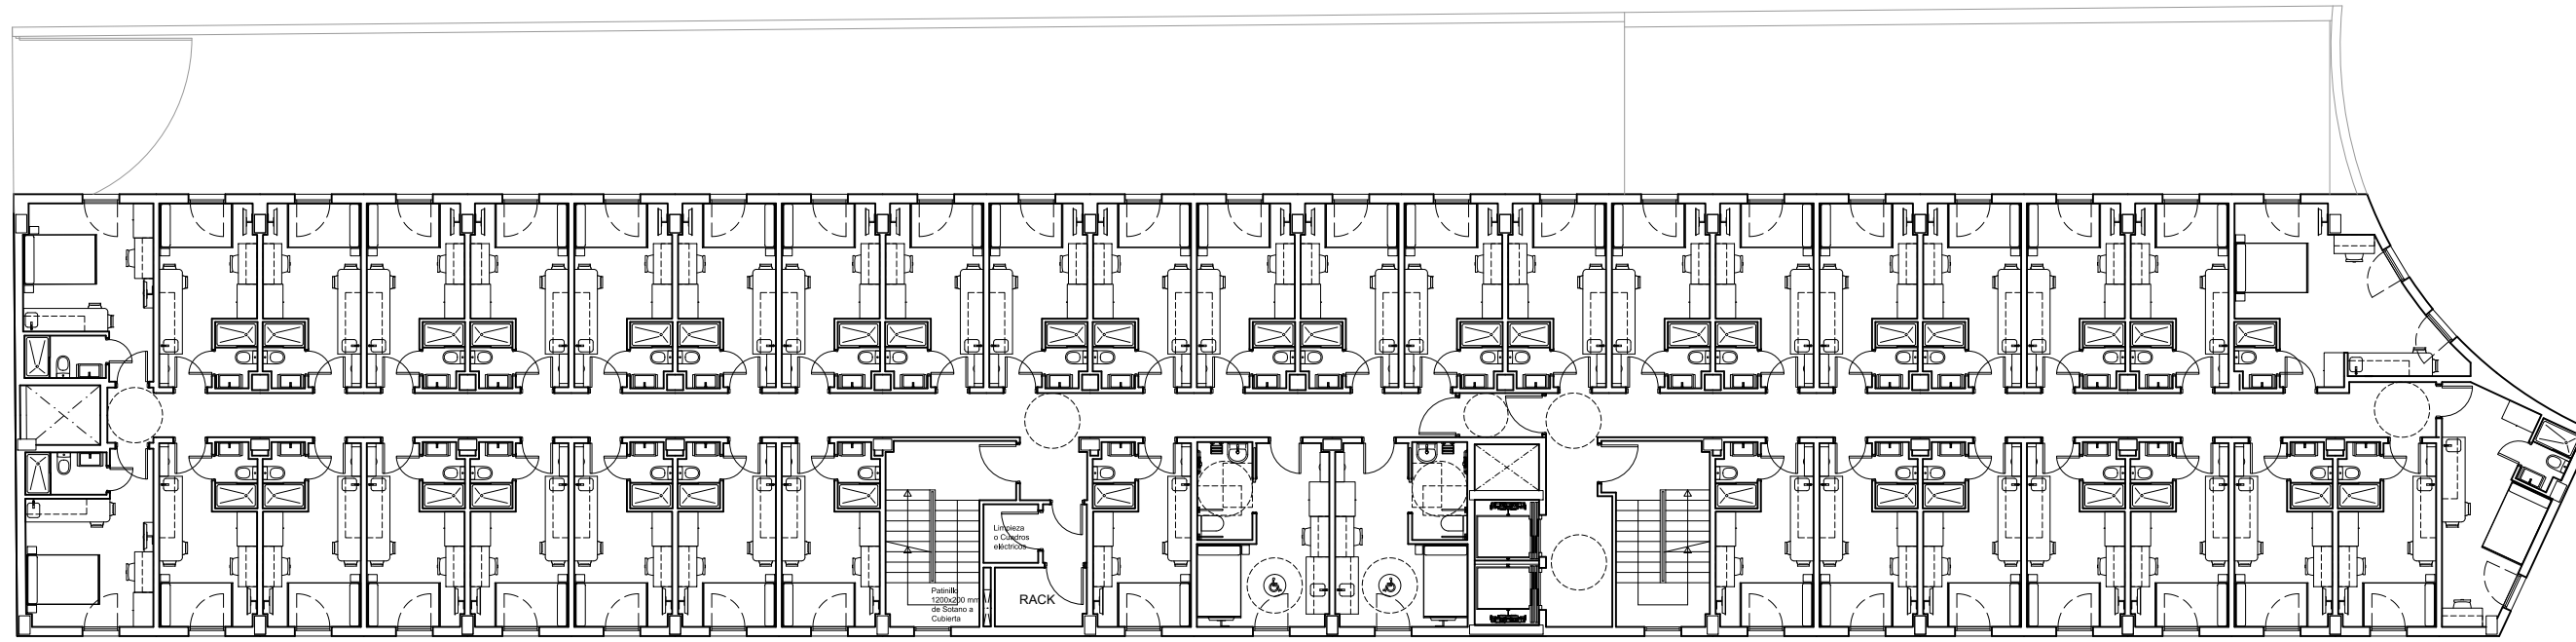 Limpieza
o Cuadros
eléctricos
Patinillo
1200x200 mm
de Sotano a
Cubierta
RACK